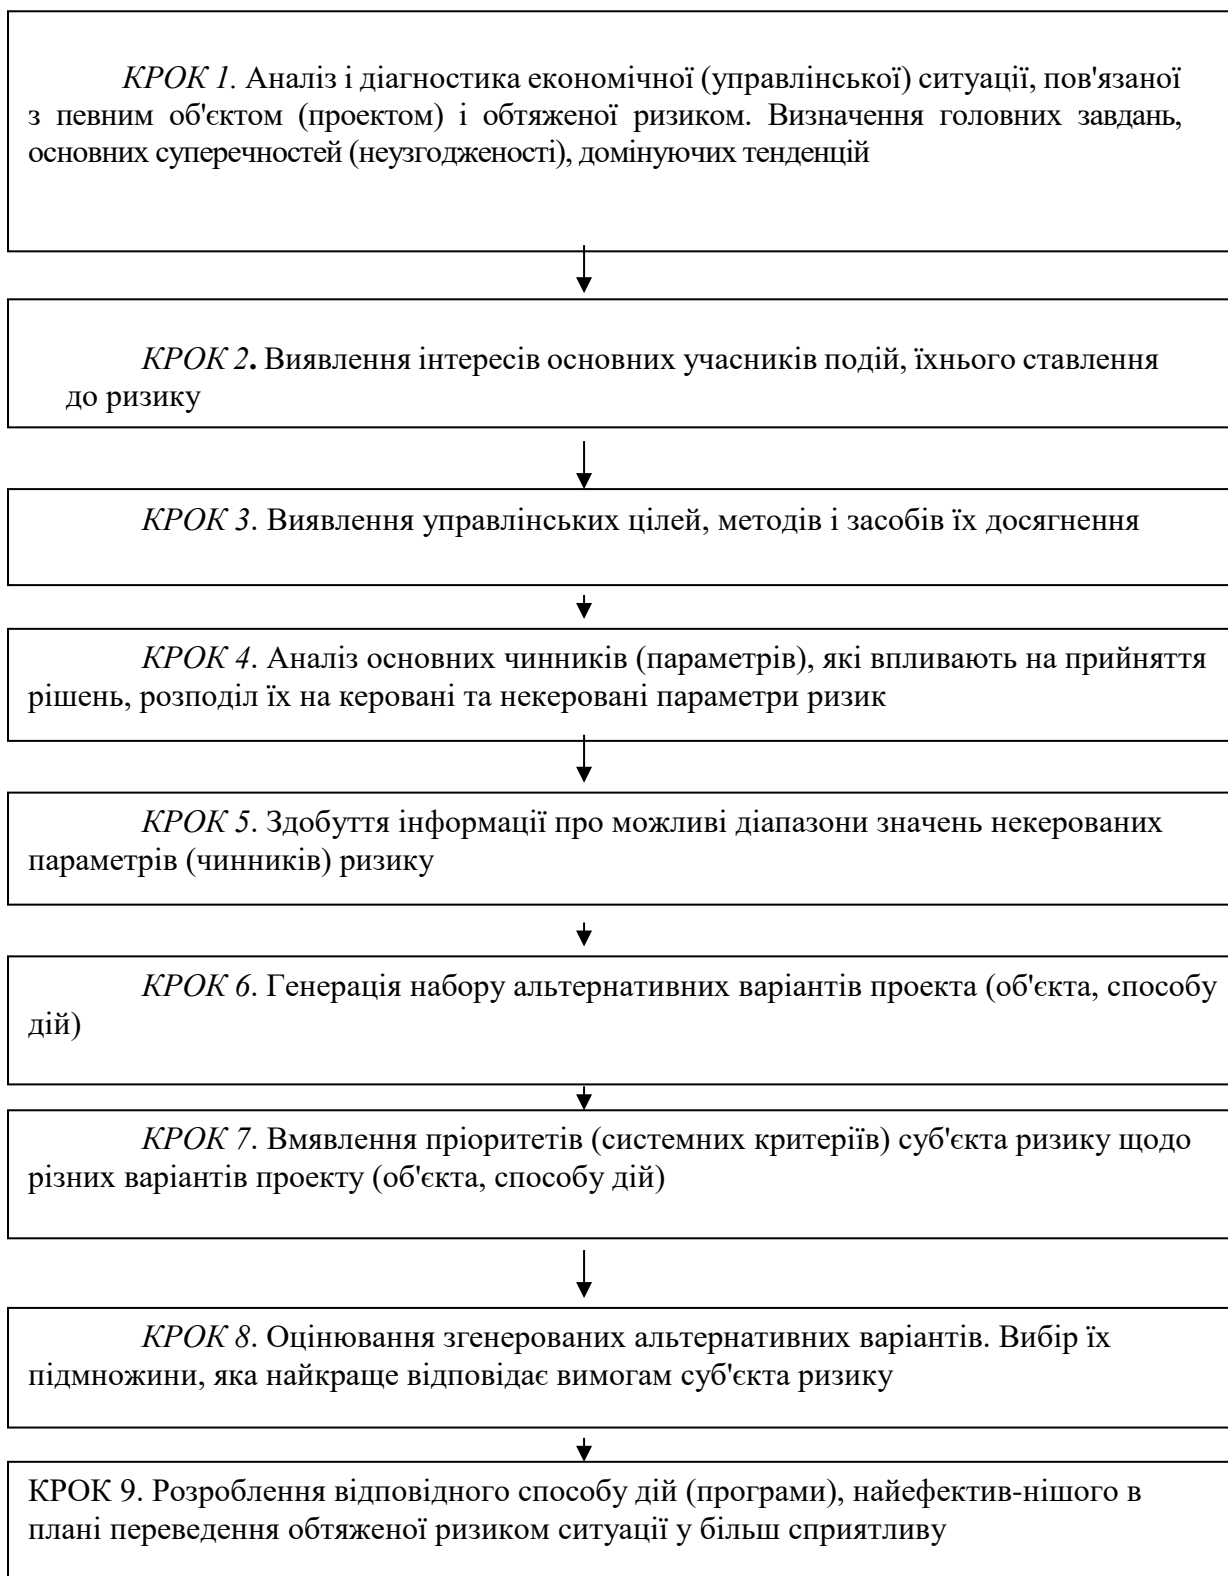 КРОК 1. Аналіз і діагностика економічної (управлінської) ситуації, пов'язаної
з певним об'єктом (проектом) і обтяженої ризиком. Визначення головних завдань,
основних суперечностей (неузгодженості), домінуючих тенденцій
КРОК 2. Виявлення інтересів основних учасників подій, їхнього ставлення
до ризику
КРОК 3. Виявлення управлінських цілей, методів і засобів їх досягнення
КРОК 4. Аналіз основних чинників (параметрів), які впливають на прийняття
рішень, розподіл їх на керовані та некеровані параметри ризик
КРОК 5. Здобуття інформації про можливі діапазони значень некерованих
параметрів (чинників) ризику
КРОК 6. Генерація набору альтернативних варіантів проекта (об'єкта, способу
дій)
КРОК 7. Вмявлення пріоритетів (системних критеріїв) суб'єкта ризику щодо
різних варіантів проекту (об'єкта, способу дій)
КРОК 8. Оцінювання згенерованих альтернативних варіантів. Вибір їх
підмножини, яка найкраще відповідає вимогам суб'єкта ризику
КРОК 9. Розроблення відповідного способу дій (програми), найефектив-нішого в
плані переведення обтяженої ризиком ситуації у більш сприятливу